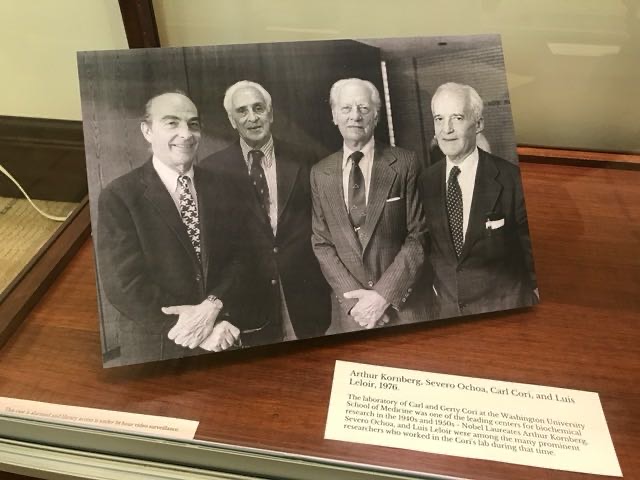 Arthur Kornberg, Severo Ochoa, Carl Cori, and Luis
Leloir, 1976.
The laboratory of Carl and Gerty Cori at the Washington University
School of Medicine was one of the leading centers for biochemical
research in the 1940s and 1950s - Nobel Laureates Arthur Kornberg,
Severo Ochoa, and Luis Leloir were among the many prominent
researchers who worked in the Cori's lab during that time.
This case is alarmed and library access is under 24 hour video surveillance.